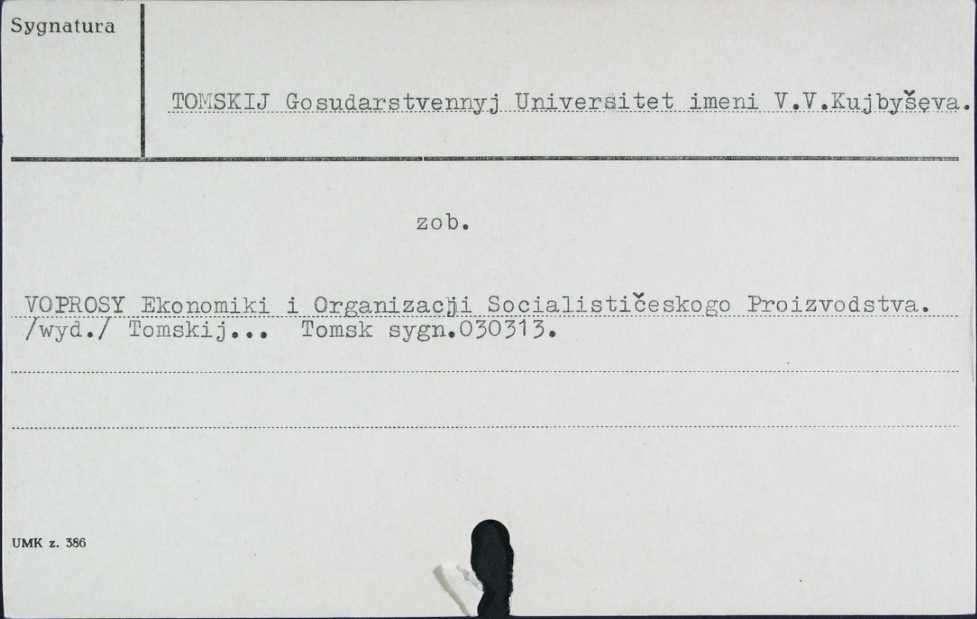 Sygnatura
TOMSKIJ Gosudarstvennyj Universitet imeni V.V.Kujbyševa.
zob.
VOPROSY Ekonomiki i Organizacji Socialističeskogo Proizvodstva.
/wyd./ Tomskij... Tomsk sygn.030313.
UMK z. 386